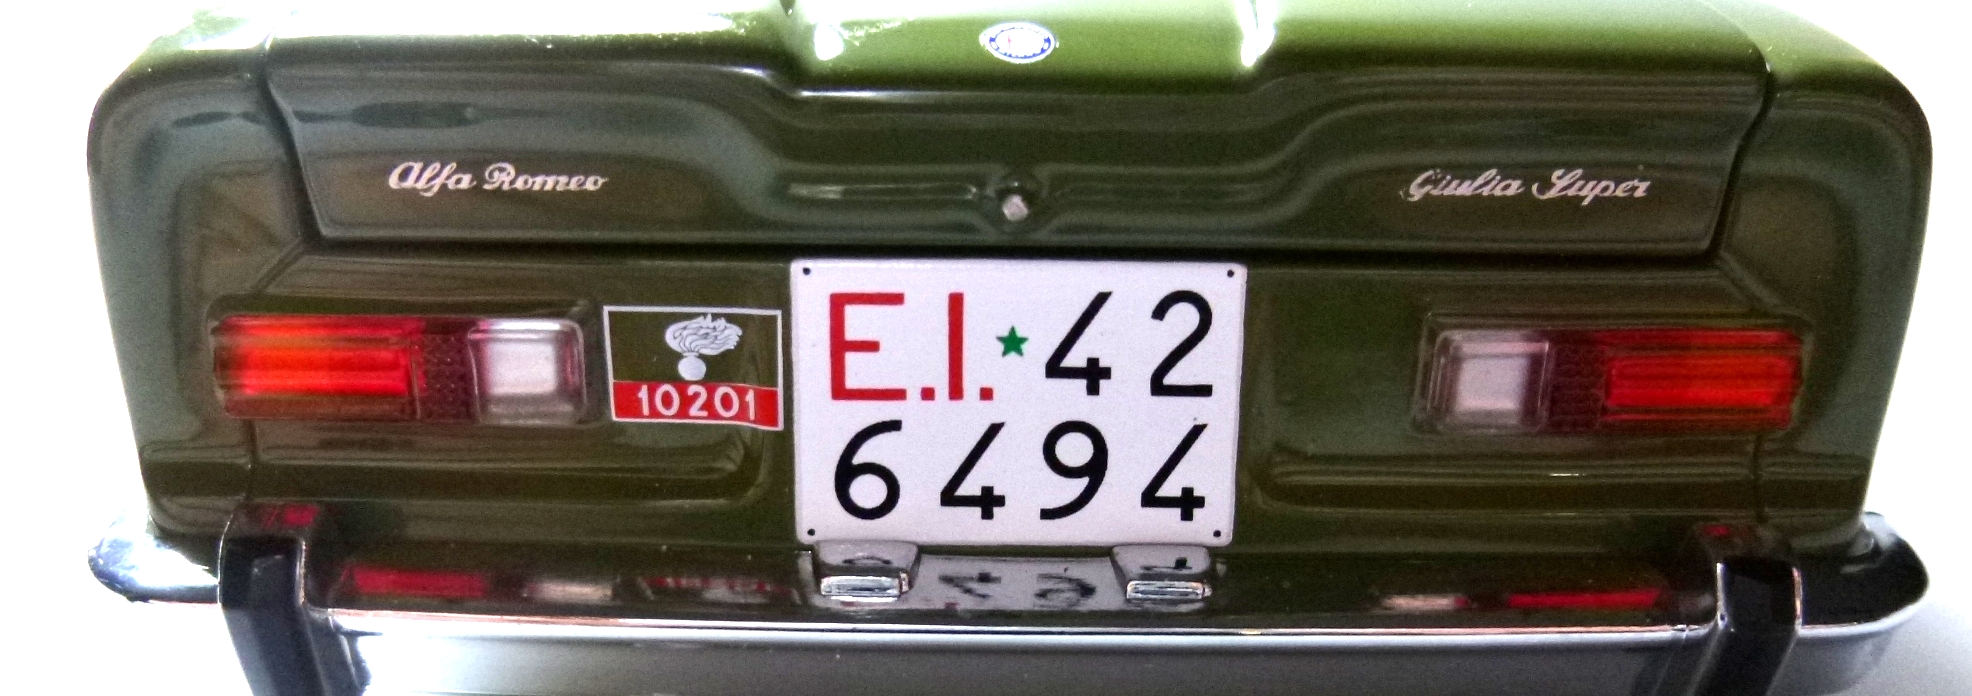 Alfa Romeo
Giulia Super
10201
E.I.★42
6494